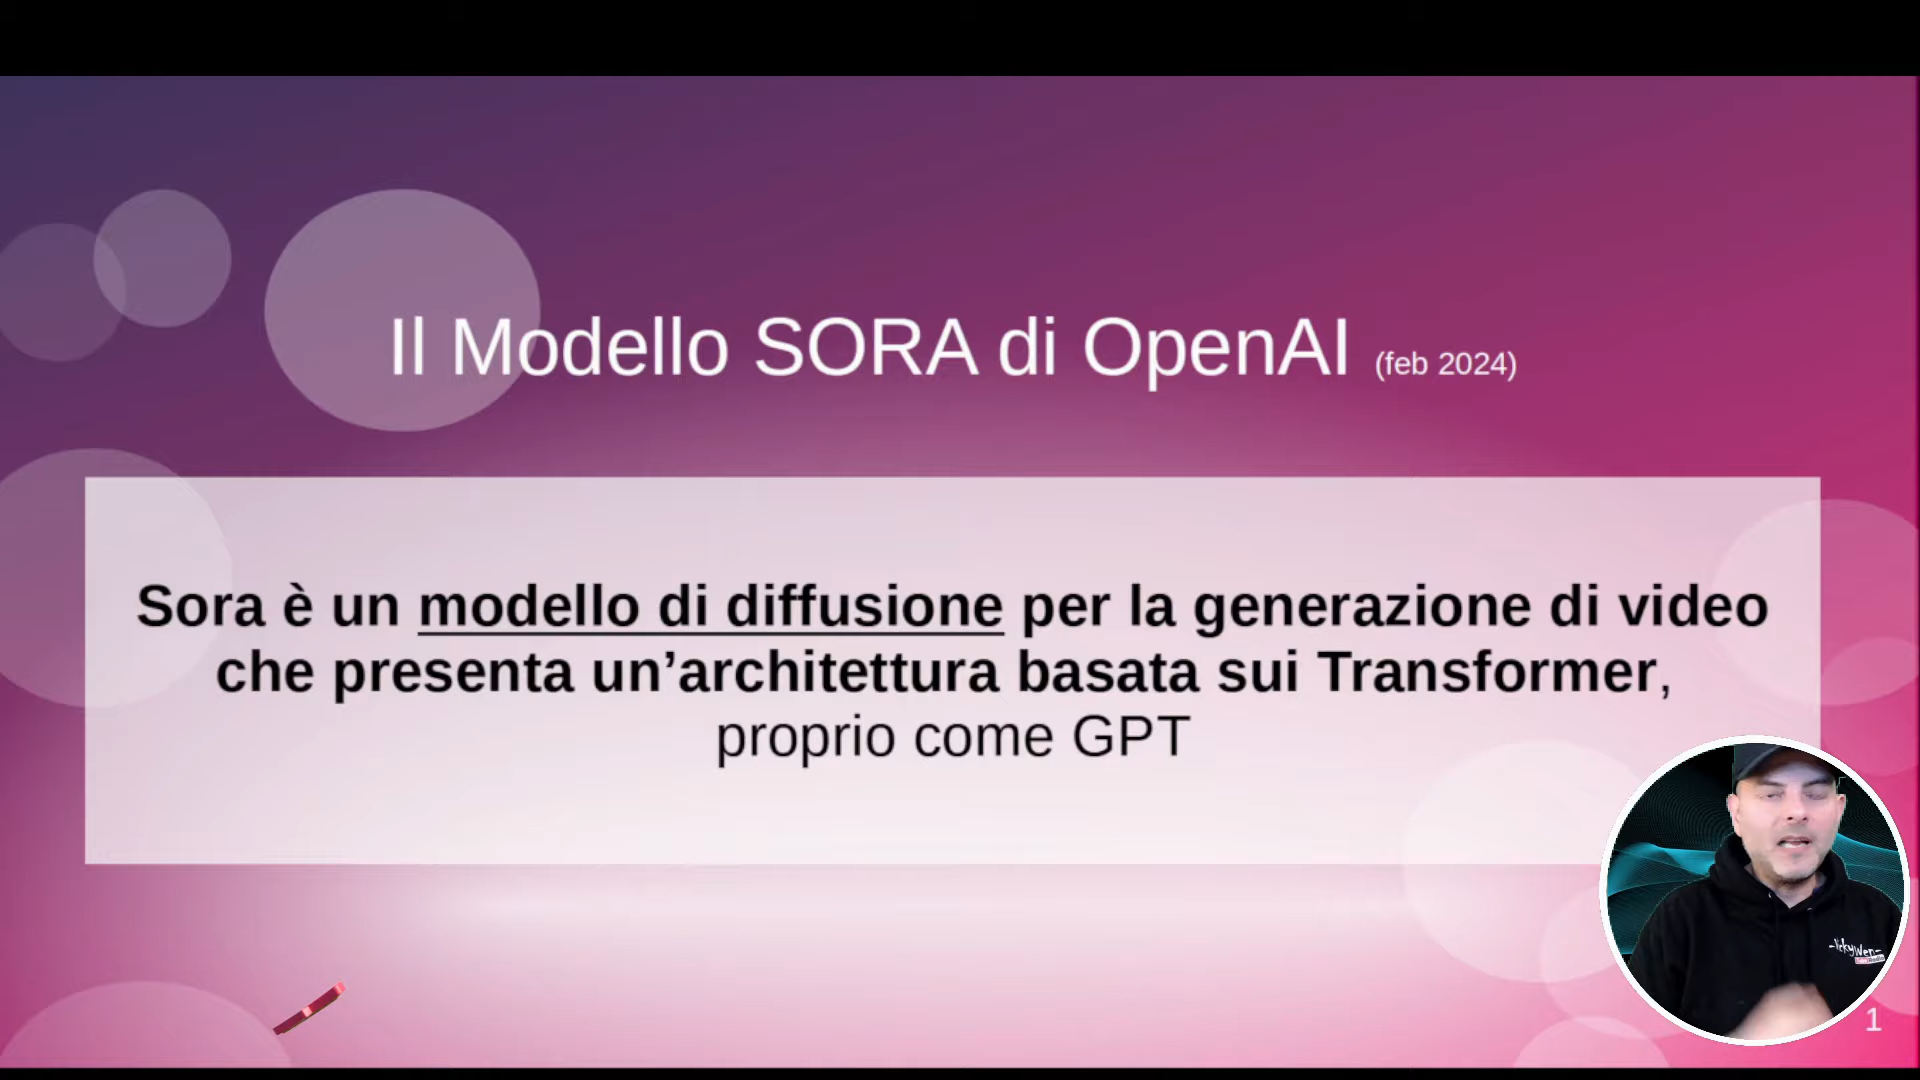 Il Modello SORA di OpenAI (feb 2024)
Sora è un modello di diffusione per la generazione di video
che presenta un’architettura basata sui Transformer,
proprio come GPT
1